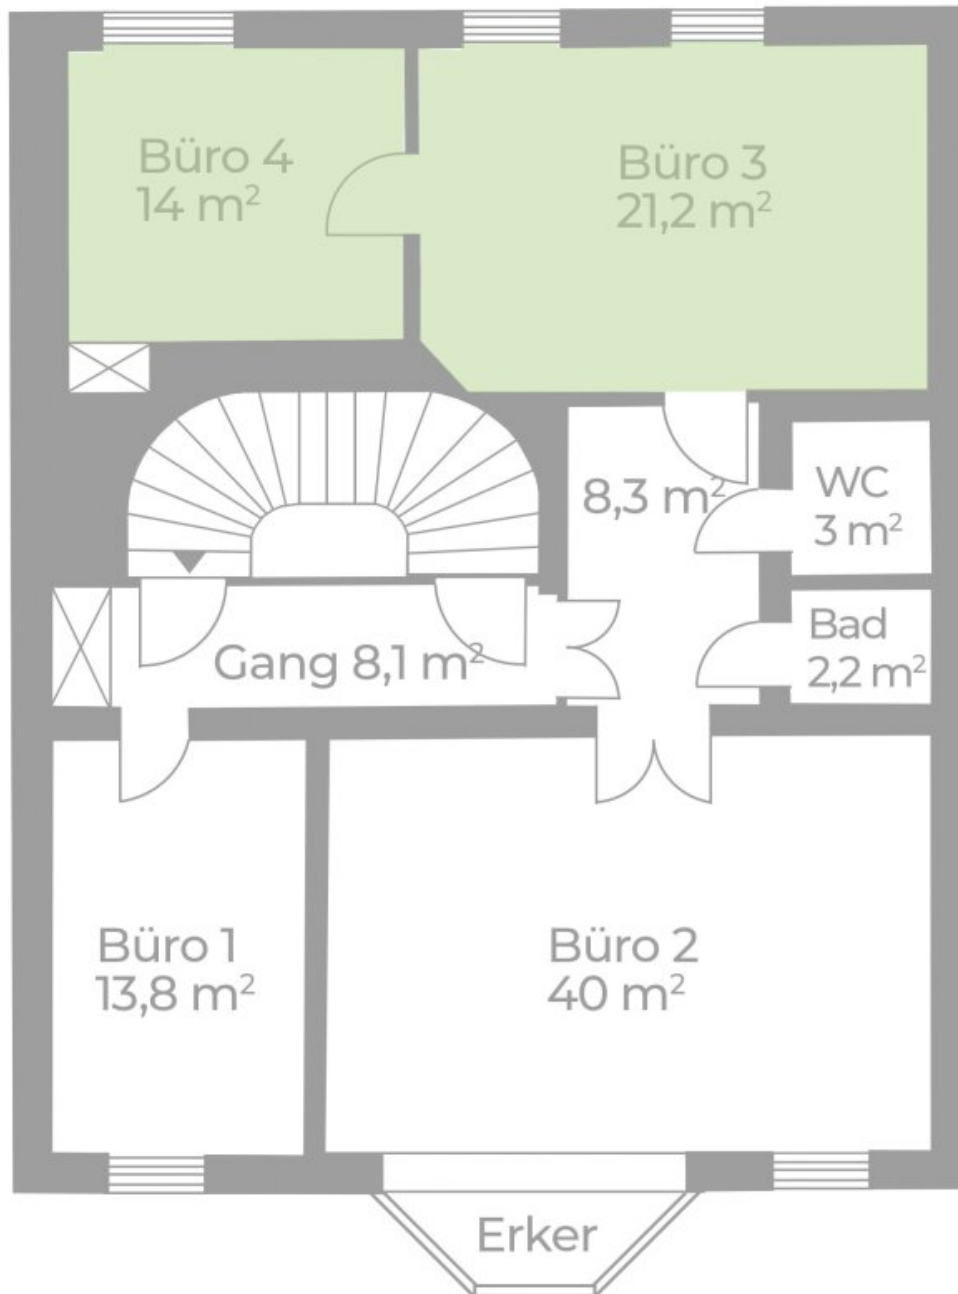 Büro 4
14 m²
Büro 3
21,2 m²
8,3 m²
WC
3 m²
Gang 8,1 m²
Bad
2,2 m²
Büro 1
13,8 m²
Büro 2
40 m²
Erker